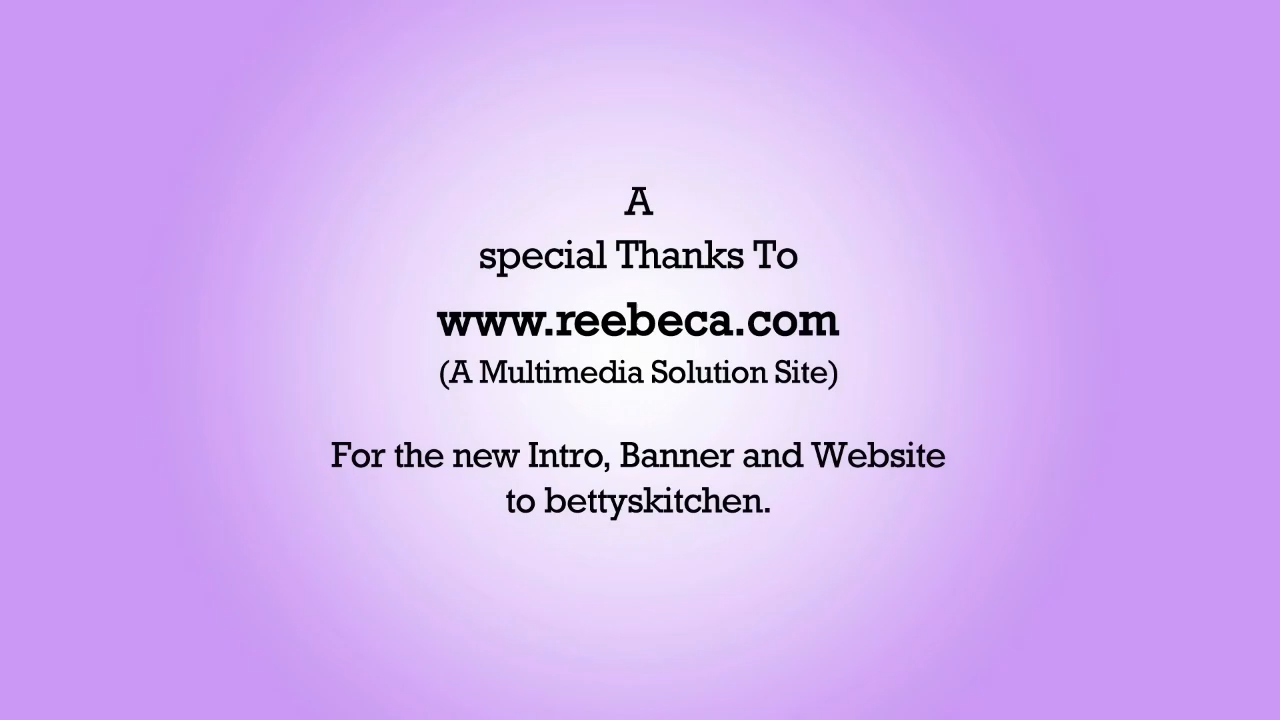 A
special Thanks To
www.reebeca.com
(A Multimedia Solution Site)
For the new Intro, Banner and Website
to bettyskitchen.